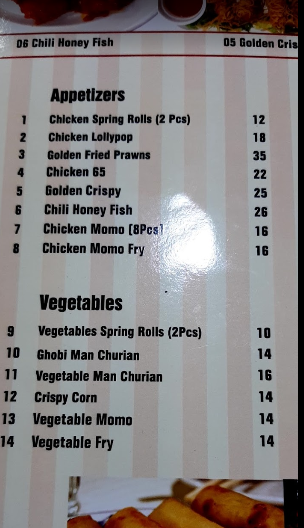 06 Chili Honey Fish 05 Golden Cris
Appetizers
1 Chicken Spring Rolls (2 Pcs) 12
2 Chicken Lollypop 18
3 Golden Fried Prawns 35
4 Chicken 65 22
5 Golden Crispy 25
6 Chili Honey Fish 26
7 Chicken Momo [8Pcs] 16
8 Chicken Momo Fry 16
Vegetables
9 Vegetables Spring Rolls (2Pcs) 10
10 Ghobi Man Churian 14
11 Vegetable Man Churian 16
12 Crispy Corn 14
13 Vegetable Momo 14
14 Vegetable Fry 14